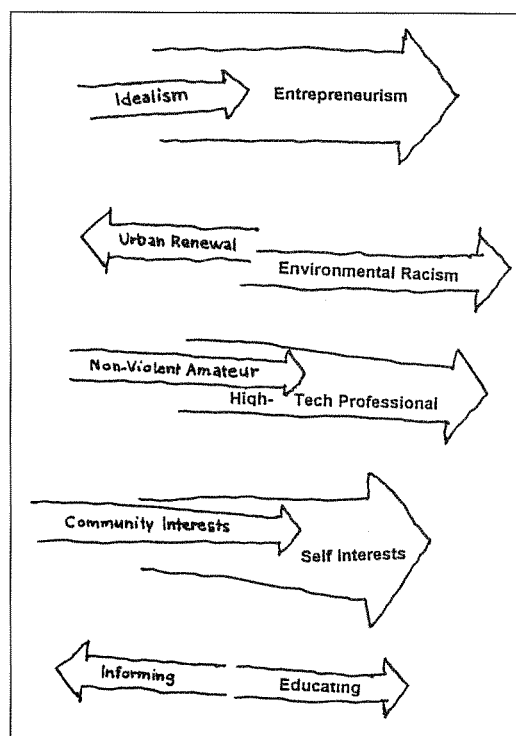 Idealism Entrepreneurism
Urban Renewal
Environmental Racism
Non-Violent Amateur
High- Tech Professional
Community Interests
Self Interests
Informing Educating